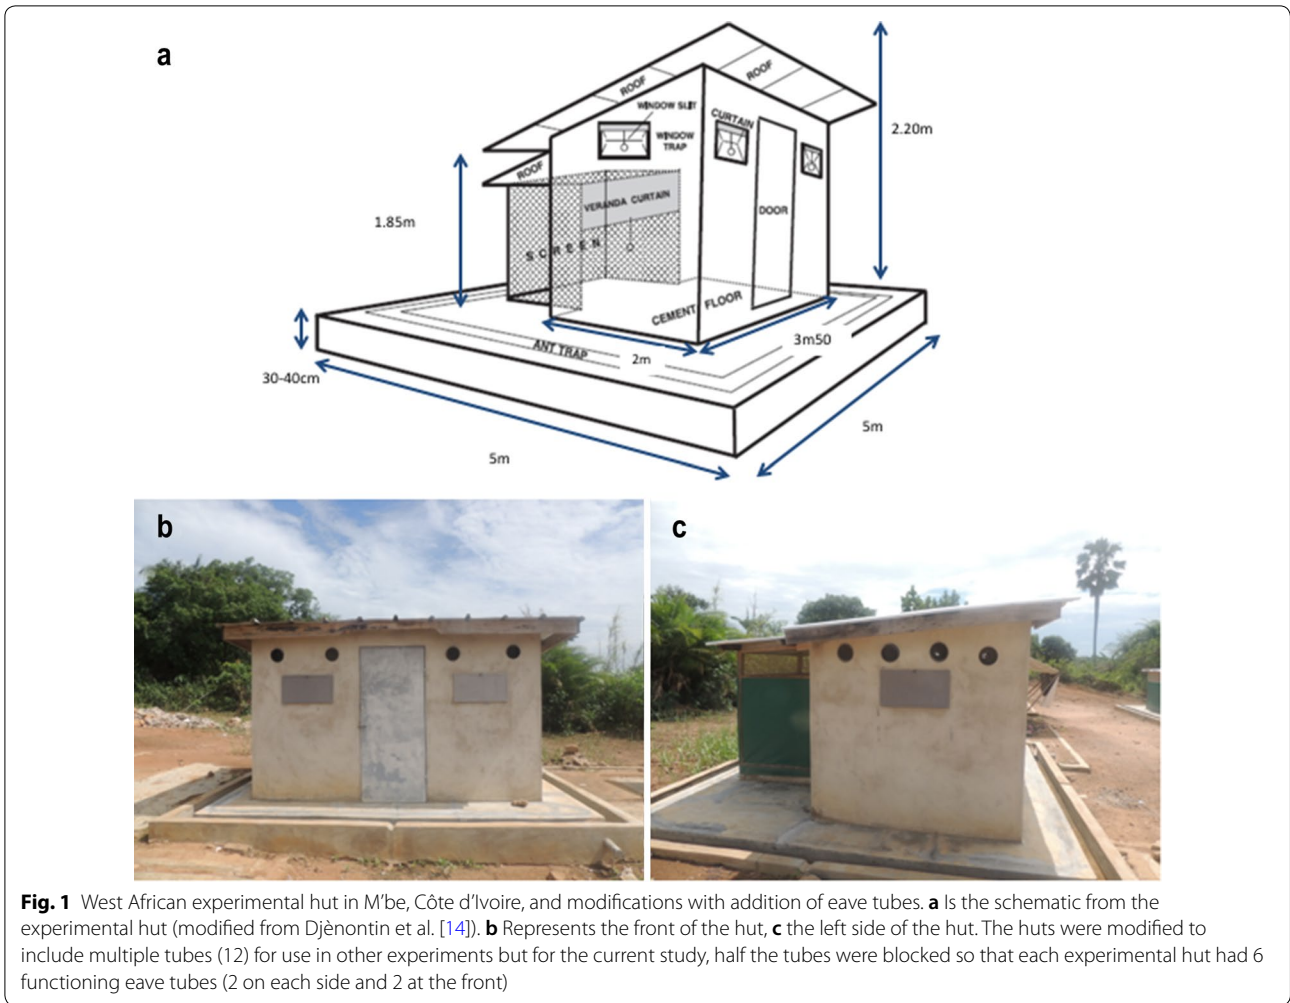 a
ROOF
ROOF
WINDOW SLIT
CURTAIN
WINDOW
TRAP
2.20m
ROOF
VERANDA CURTAIN
1.85m
DOOR
SCREEN
CEMENT FLOOR
3m50
ANT TRAP
2m
30-40cm
5m
5m
b
c
Fig. 1 West African experimental hut in M’be, Côte d’Ivoire, and modifications with addition of eave tubes. a Is the schematic from the
experimental hut (modified from Djènontin et al. [14]). b Represents the front of the hut, c the left side of the hut. The huts were modified to
include multiple tubes (12) for use in other experiments but for the current study, half the tubes were blocked so that each experimental hut had 6
functioning eave tubes (2 on each side and 2 at the front)